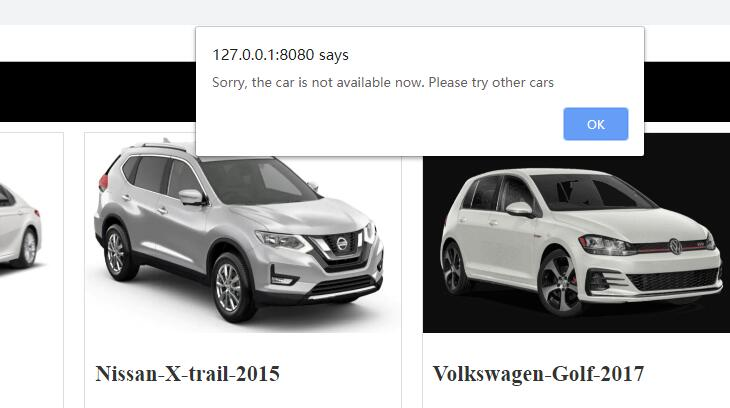 127.0.0.1:8080 says
Sorry, the car is not available now. Please try other cars
OK
Nissan-X-trail-2015
Volkswagen-Golf-2017